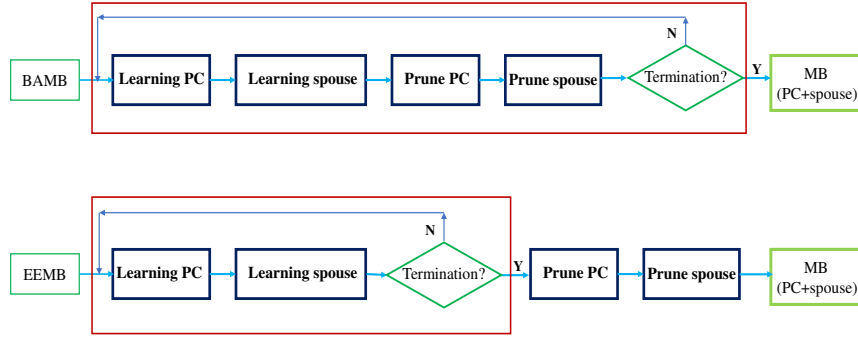 N
BAMB
Learning PC
Learning spouse
Prune PC
Prune spouse
Termination?
Y
MB
(PC+spouse)
N
EEMB
Learning PC
Learning spouse
Termination?
Y
Prune PC
Prune spouse
MB
(PC+spouse)